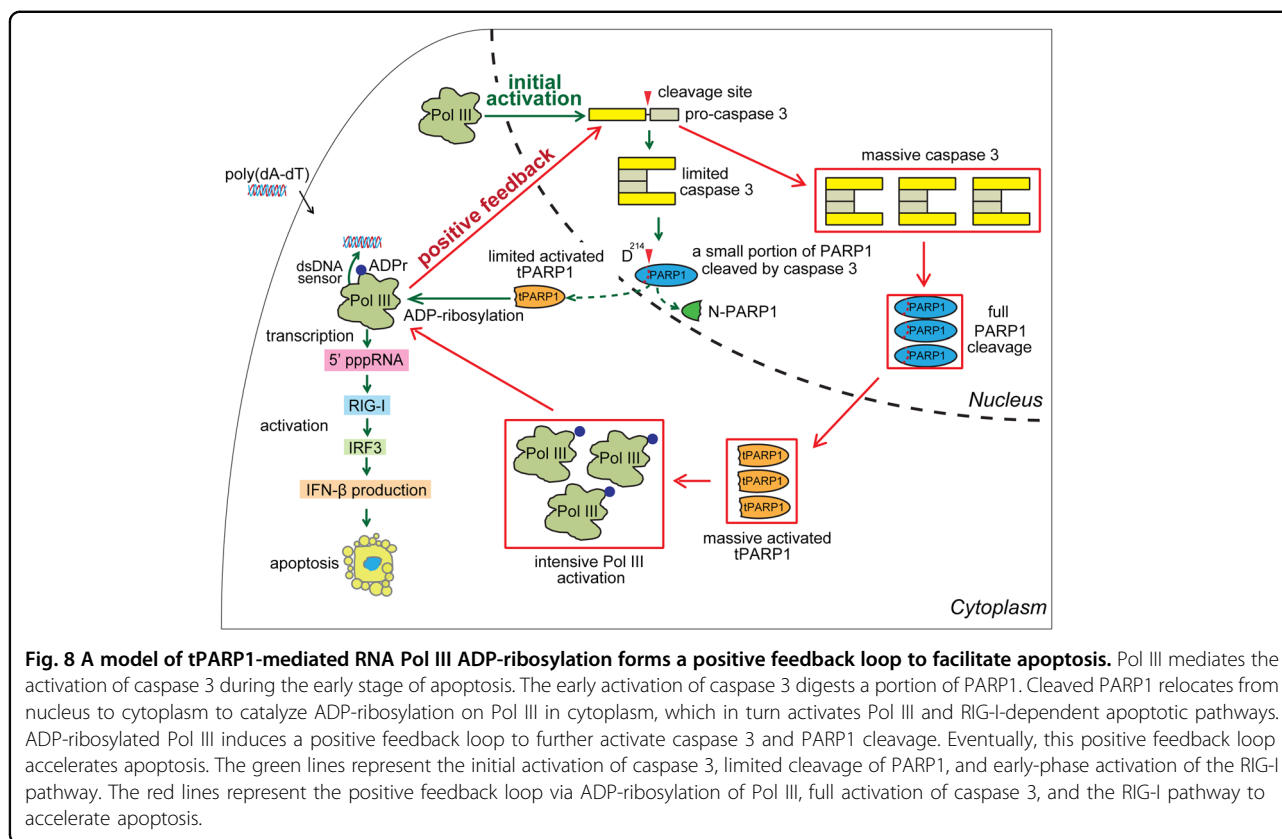 initial
activation
Pol III
cleavage site
pro-caspase 3
massive caspase 3
limited
caspase 3
poly(dA-dT)
positive feedback
D214
a small portion of PARP1
cleaved by caspase 3
PARP1
limited activated
tPARP1
tPARP1
N-PARP1
dsDNA
sensor
ADPr
Pol III
ADP-ribosylation
transcription
5' pppRNA
RIG-I
activation
IRF3
IFN-β production
apoptosis
PARP1
PARP1
PARP1
full
PARP1
cleavage
Nucleus
Pol III
Pol III
Pol III
intensive Pol III
activation
tPARP1
tPARP1
tPARP1
massive activated
tPARP1
Cytoplasm
Fig. 8 A model of tPARP1-mediated RNA Pol III ADP-ribosylation forms a positive feedback loop to facilitate apoptosis. Pol III mediates the
activation of caspase 3 during the early stage of apoptosis. The early activation of caspase 3 digests a portion of PARP1. Cleaved PARP1 relocates from
nucleus to cytoplasm to catalyze ADP-ribosylation on Pol III in cytoplasm, which in turn activates Pol III and RIG-I-dependent apoptotic pathways.
ADP-ribosylated Pol III induces a positive feedback loop to further activate caspase 3 and PARP1 cleavage. Eventually, this positive feedback loop
accelerates apoptosis. The green lines represent the initial activation of caspase 3, limited cleavage of PARP1, and early-phase activation of the RIG-I
pathway. The red lines represent the positive feedback loop via ADP-ribosylation of Pol III, full activation of caspase 3, and the RIG-I pathway to
accelerate apoptosis.